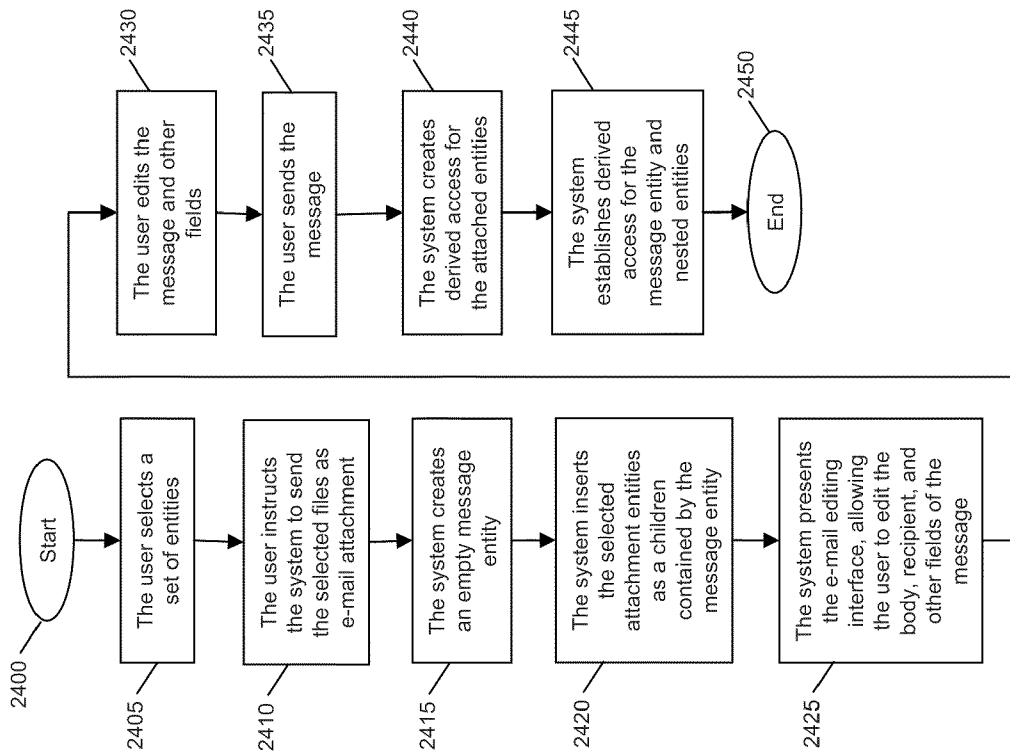 2400
Start
2405
The user selects a
set of entities
2410
The user instructs
the system to send
the selected files as
e-mail attachment
2415
The system creates
an empty message
entity
2420
The system inserts
the selected
attachment entities
as a children
contained by the
message entity
2425
The system presents
the e-mail editing
interface, allowing
the user to edit the
body, recipient, and
other fields of the
message
2430
The user edits the
message and other
fields
2435
The user sends the
message
2440
The system creates
derived access for
the attached entities
2445
The system
establishes derived
access for the
message entity and
nested entities
2450
End